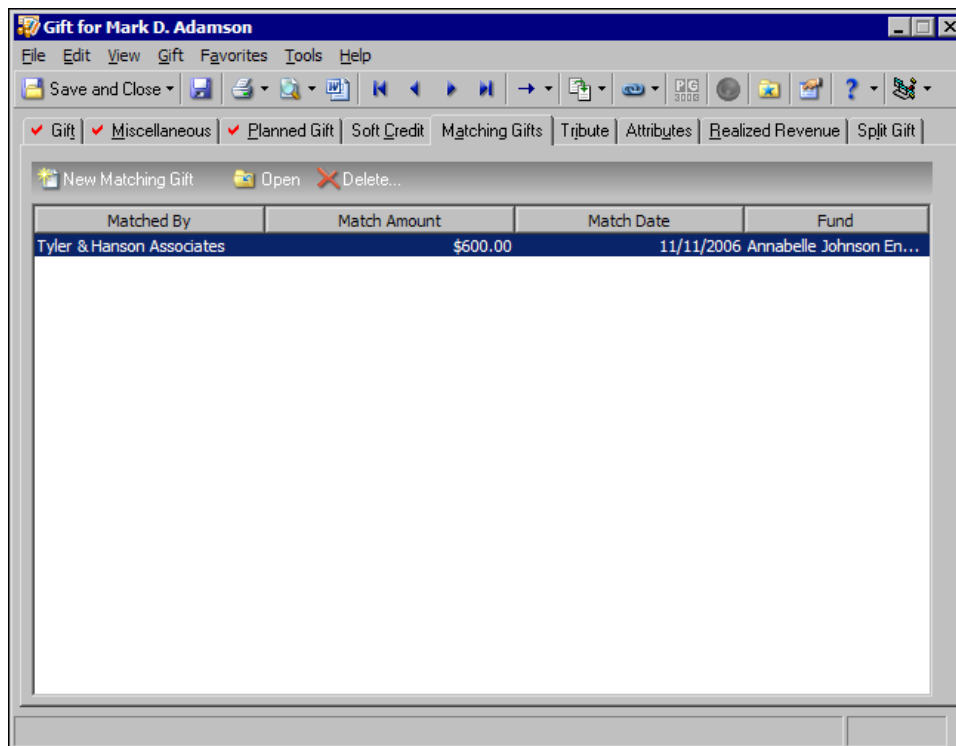 Gift for Mark D. Adamson
File Edit View Gift Favorites Tools Help
Save and Close
Gift Miscellaneous Planned Gift Soft Credit Matching Gifts Tribute Attributes Realized Revenue Split Gift
New Matching Gift Open Delete...
Matched By Match Amount Match Date Fund
Tyler & Hanson Associates $600.00 11/11/2006 Annabelle Johnson En...